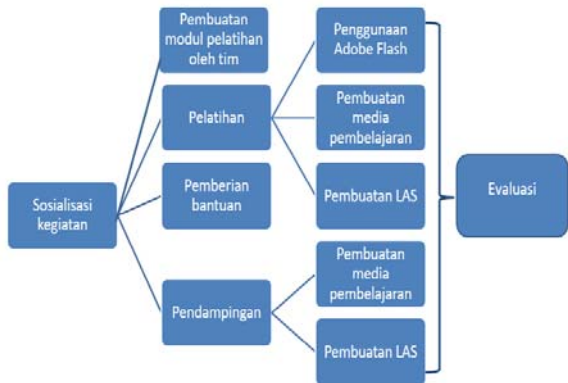 Pembuatan
modul pelatihan
oleh tim
Penggunaan
Adobe Flash
Pelatihan
Pembuatan
media
pembelajaran
Sosialisasi
kegiatan
Pemberian
bantuan
Pembuatan LAS
Evaluasi
Pendampingan
Pembuatan
media
pembelajaran
Pembuatan LAS